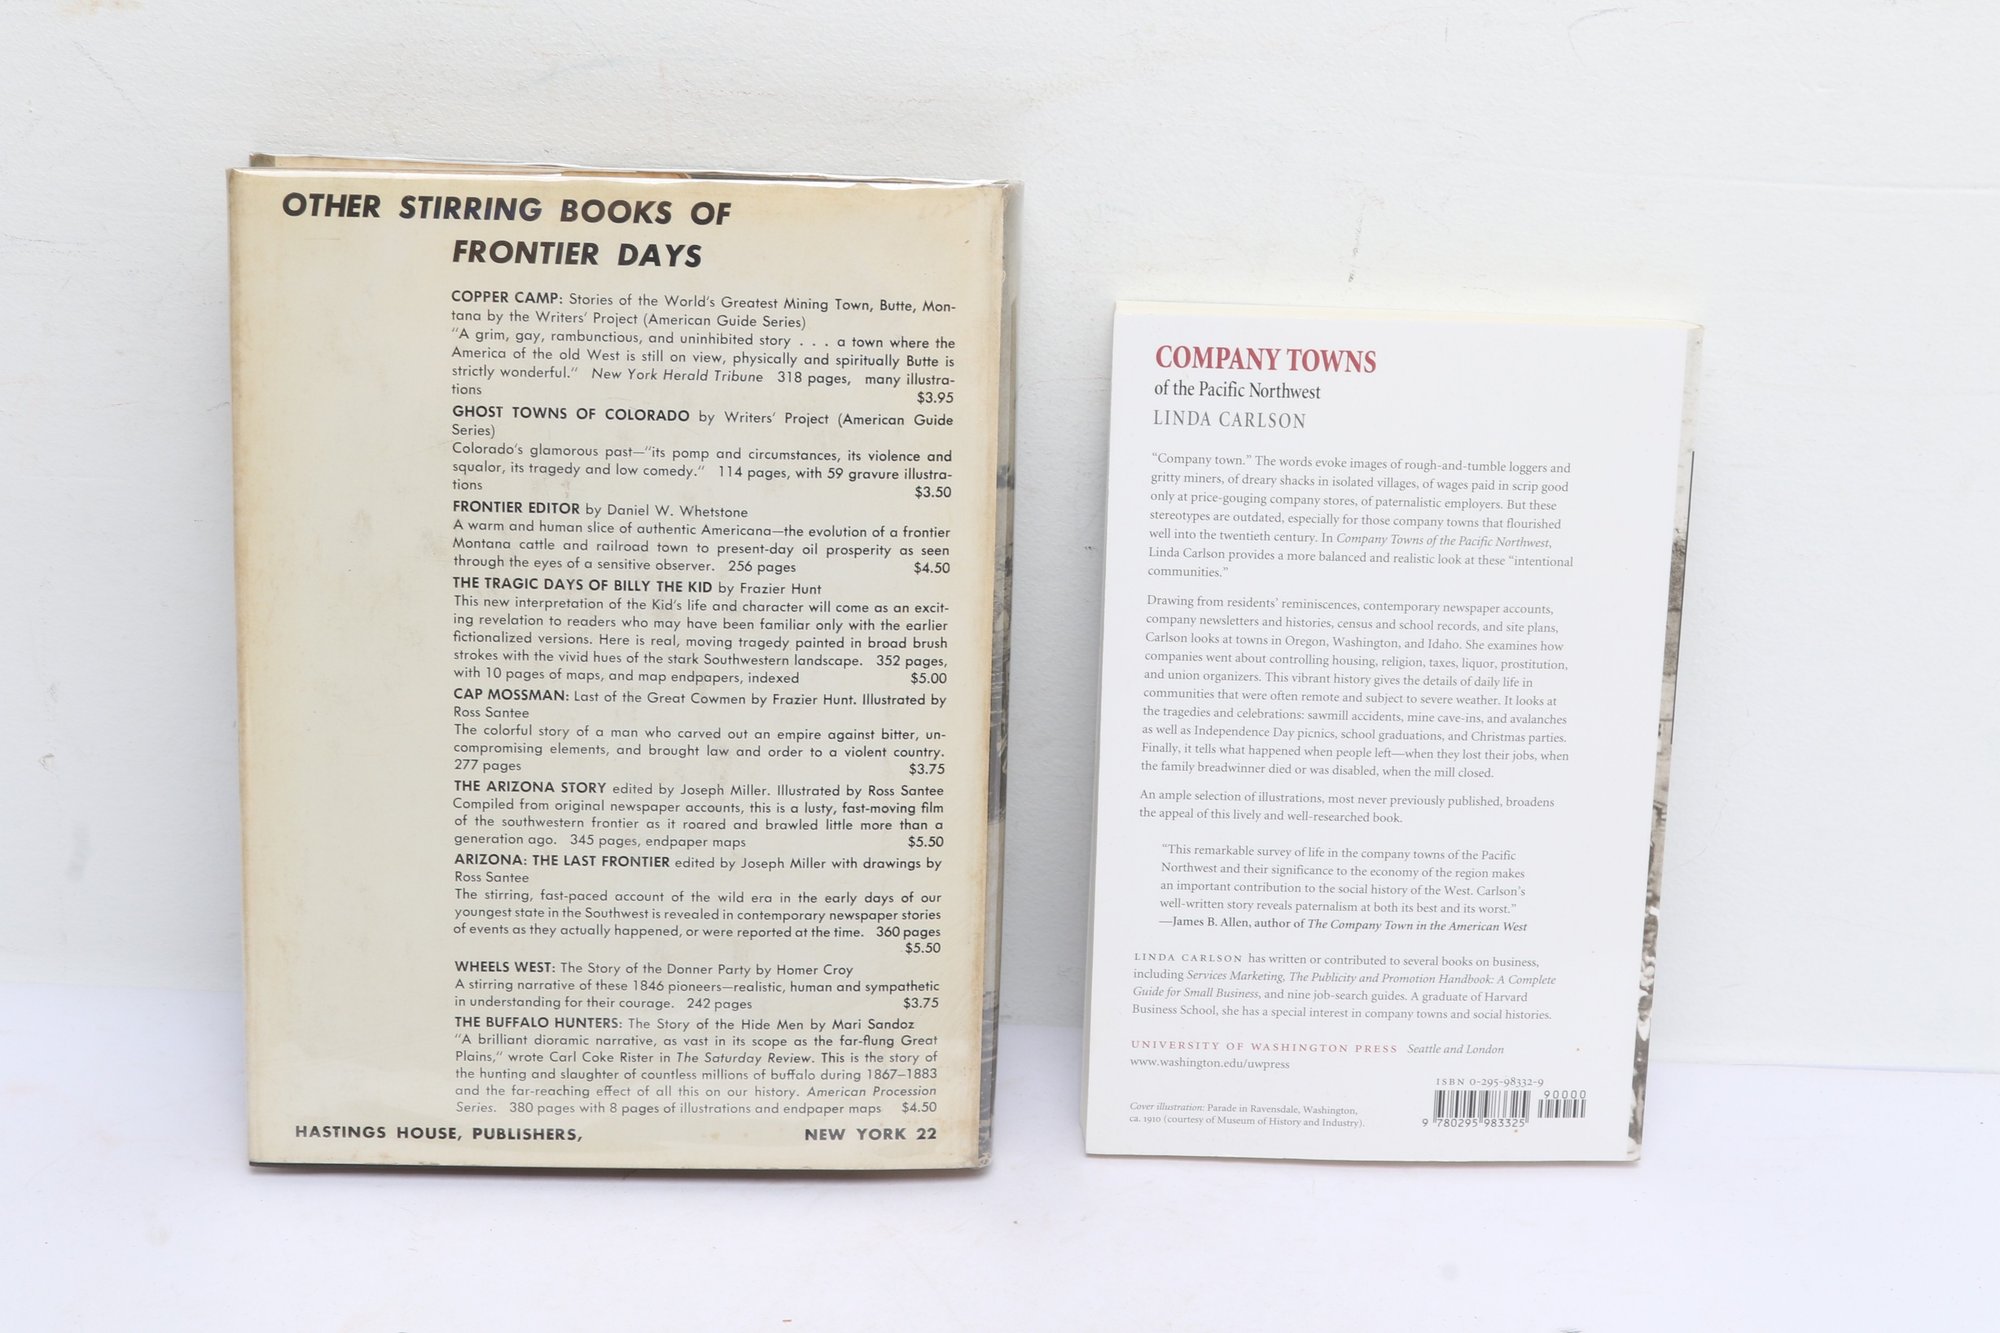 OTHER STIRRING BOOKS OF
FRONTIER DAYS
COPPER CAMP: Stories of the World's Greatest Mining Town, Butte, Mon-
tana by the Writers' Project (American Guide Series)
"A grim, gay, rambunctious, and uninhibited story . . . a town where the
America of the old West is still on view, physically and spiritually Butte is
strictly wonderful." New York Herald Tribune 318 pages, many illustra-
tions $3.95
GHOST TOWNS OF COLORADO by Writers' Project (American Guide
Series)
Colorado's glamorous past—"its pomp and circumstances, its violence and
squalor, its tragedy and low comedy." 114 pages, with 59 gravure illustra-
tions $3.50
FRONTIER EDITOR by Daniel W. Whetstone
A warm and human slice of authentic Americana—the evolution of a frontier
Montana cattle and railroad town to present-day oil prosperity as seen
through the eyes of a sensitive observer. 256 pages $4.50
THE TRAGIC DAYS OF BILLY THE KID by Frazier Hunt
This new interpretation of the Kid's life and character will come as an excit-
ing revelation to readers who may have been familiar only with the earlier
fictionalized versions. Here is real, moving tragedy painted in broad brush
strokes with the vivid hues of the stark Southwestern landscape. 352 pages,
with 10 pages of maps, and map endpapers, indexed $5.00
CAP MOSSMAN: Last of the Great Cowmen by Frazier Hunt. Illustrated by
Ross Santee
The colorful story of a man who carved out an empire against bitter, un-
compromising elements, and brought law and order to a violent country.
277 pages $3.75
THE ARIZONA STORY edited by Joseph Miller. Illustrated by Ross Santee
Compiled from original newspaper accounts, this is a lusty, fast-moving film
of the southwestern frontier as it roared and brawled little more than a
generation ago. 345 pages, endpaper maps $5.50
ARIZONA: THE LAST FRONTIER edited by Joseph Miller with drawings by
Ross Santee
The stirring, fast-paced account of the wild era in the early days of our
youngest state in the Southwest is revealed in contemporary newspaper stories
of events as they actually happened, or were reported at the time. 360 pages
$5.50
WHEELS WEST: The Story of the Donner Party by Homer Croy
A stirring narrative of these 1846 pioneers—realistic, human and sympathetic
in understanding for their courage. 242 pages $3.75
THE BUFFALO HUNTERS: The Story of the Hide Men by Mari Sandoz
"A brilliant dioramic narrative, as vast in its scope as the far-flung Great
Plains," wrote Carl Coke Rister in The Saturday Review. This is the story of
the hunting and slaughter of countless millions of buffalo during 1867–1883
and the far-reaching effect of all this on our history. American Procession
Series. 380 pages with 8 pages of illustrations and endpaper maps $4.50
HASTINGS HOUSE, PUBLISHERS, NEW YORK 22
COMPANY TOWNS
of the Pacific Northwest
LINDA CARLSON
"Company town." The words evoke images of rough-and-tumble loggers and
gritty miners, of dreary shacks in isolated villages, of wages paid in scrip good
only at price-gouging company stores, of paternalistic employers. But these
stereotypes are outdated, especially for those company towns that flourished
well into the twentieth century. In Company Towns of the Pacific Northwest,
Linda Carlson provides a more balanced and realistic look at these "intentional
communities."
Drawing from residents' reminiscences, contemporary newspaper accounts,
company newsletters and histories, census and school records, and site plans,
Carlson looks at towns in Oregon, Washington, and Idaho. She examines how
companies went about controlling housing, religion, taxes, liquor, prostitution,
and union organizers. This vibrant history gives the details of daily life in
communities that were often remote and subject to severe weather. It looks at
the tragedies and celebrations: sawmill accidents, mine cave-ins, and avalanches
as well as Independence Day picnics, school graduations, and Christmas parties.
Finally, it tells what happened when people left—when they lost their jobs, when
the family breadwinner died or was disabled, when the mill closed.
An ample selection of illustrations, most never previously published, broadens
the appeal of this lively and well-researched book.
"This remarkable survey of life in the company towns of the Pacific
Northwest and their significance to the economy of the region makes
an important contribution to the social history of the West. Carlson's
well-written story reveals paternalism at both its best and its worst."
—James B. Allen, author of The Company Town in the American West
LINDA CARLSON has written or contributed to several books on business,
including Services Marketing, The Publicity and Promotion Handbook: A Complete
Guide for Small Business, and nine job-search guides. A graduate of Harvard
Business School, she has a special interest in company towns and social histories.
UNIVERSITY OF WASHINGTON PRESS Seattle and London
www.washington.edu/uwpress
Cover illustration: Parade in Ravensdale, Washington,
ca. 1910 (courtesy of Museum of History and Industry).
ISBN 0-295-98332-9
90000
9 780295 983325